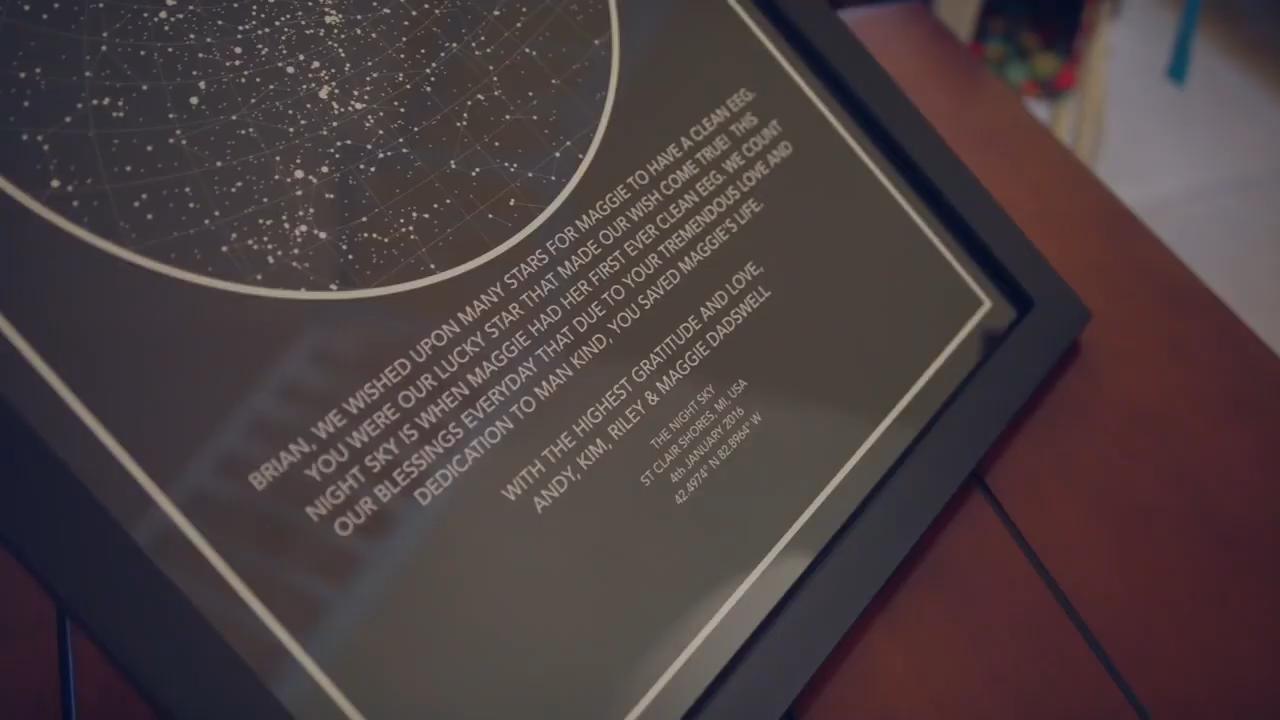 BRIAN. WE WISHED UPON MANY STARS FOR MAGGIE TO HAVE A CLEAN EEG.
YOU WERE OUR LUCKY STAR THAT MADE OUR WISH COME TRUE! THIS
NIGHT SKY IS WHEN MAGGIE HAD HER FIRST EVER CLEAN EEG. WE COUNT
OUR BLESSINGS EVERYDAY THAT DUE TO YOUR TREMENDOUS LOVE AND
DEDICATION TO MAN KIND, YOU SAVED MAGGIE'S LIFE.
WITH THE HIGHEST GRATITUDE AND LOVE,
ANDY, KIM, RILEY & MAGGIE DADSWELL
THE NIGHT SKY
ST CLAIR SHORES, MI, USA
4th JANUARY 2016
42.4974° N 82.8964° W